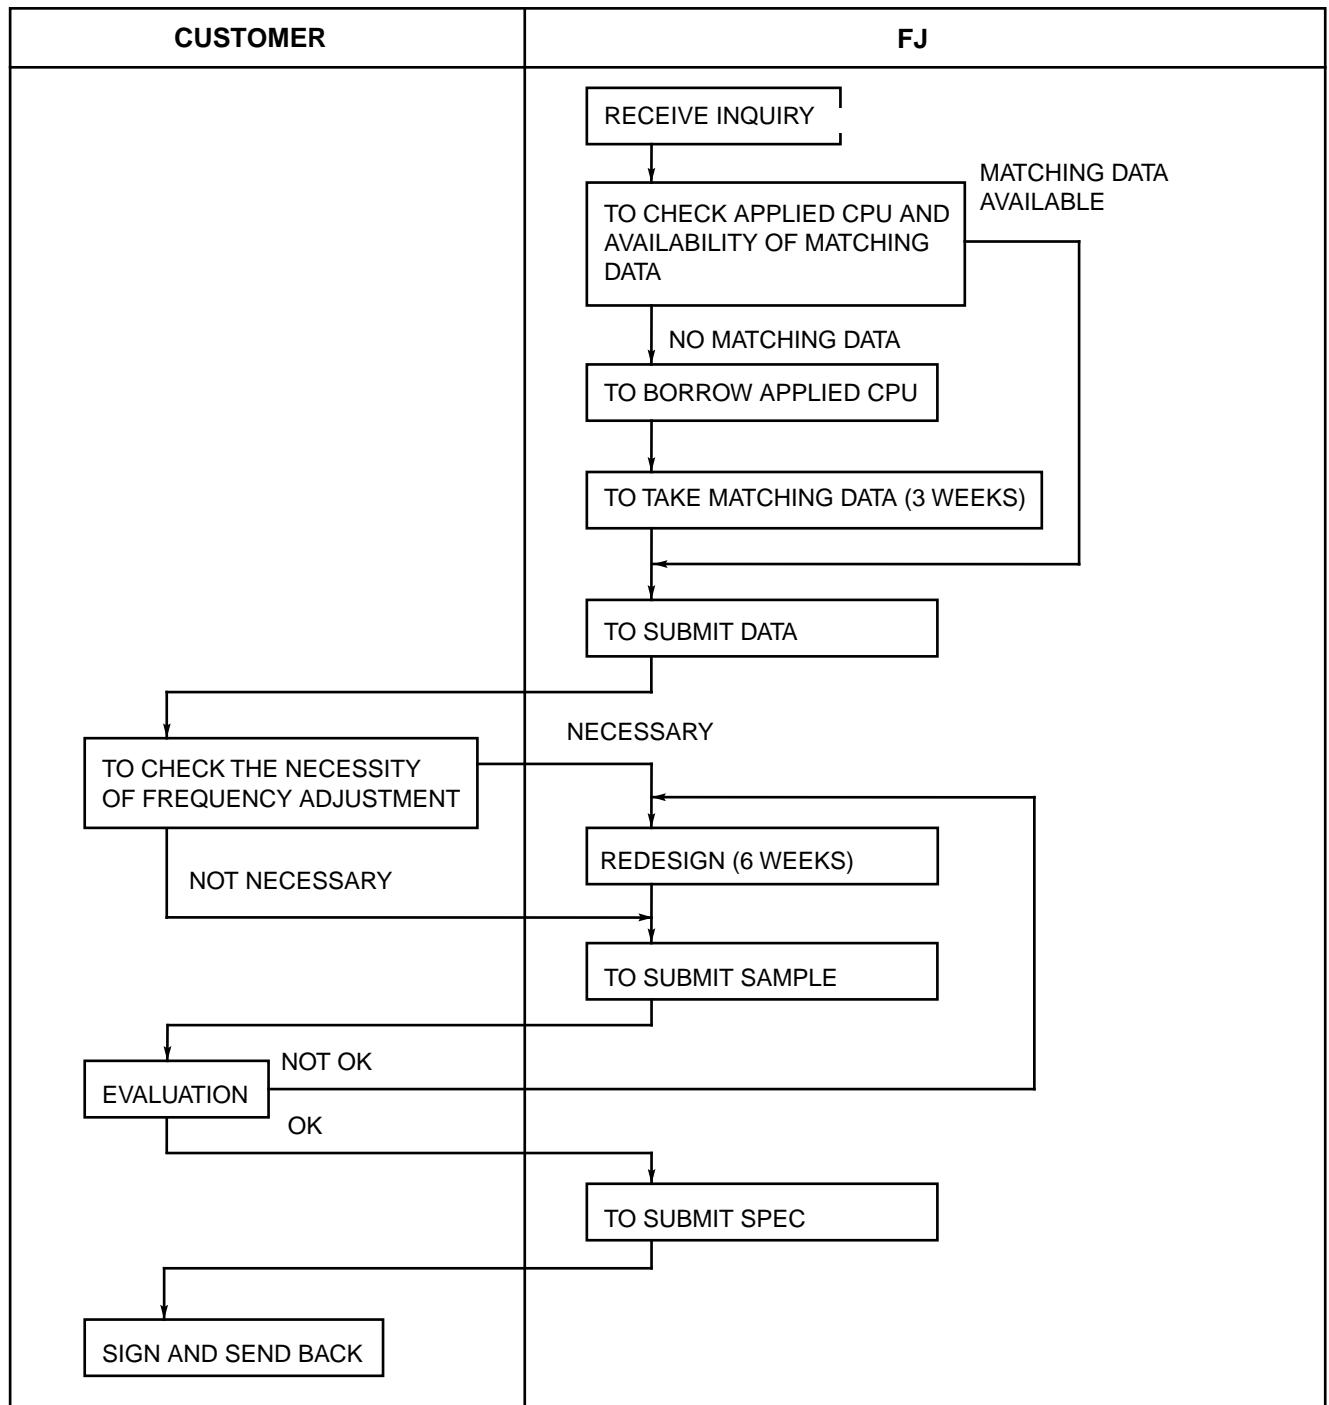 CUSTOMER
FJ
RECEIVE INQUIRY
MATCHING DATA
AVAILABLE
TO CHECK APPLIED CPU AND
AVAILABILITY OF MATCHING
DATA
NO MATCHING DATA
TO BORROW APPLIED CPU
TO TAKE MATCHING DATA (3 WEEKS)
TO SUBMIT DATA
NECESSARY
TO CHECK THE NECESSITY
OF FREQUENCY ADJUSTMENT
REDESIGN (6 WEEKS)
NOT NECESSARY
TO SUBMIT SAMPLE
NOT OK
EVALUATION
OK
TO SUBMIT SPEC
SIGN AND SEND BACK